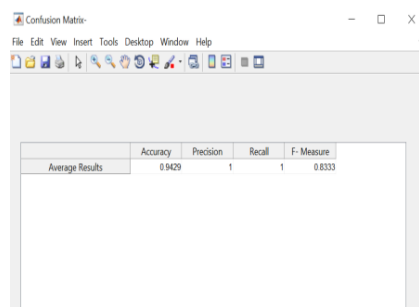 Confusion Matrix-
File Edit View Insert Tools Desktop Window Help
Accuracy Precision Recall F- Measure
Average Results 0.9429 1 1 0.8333